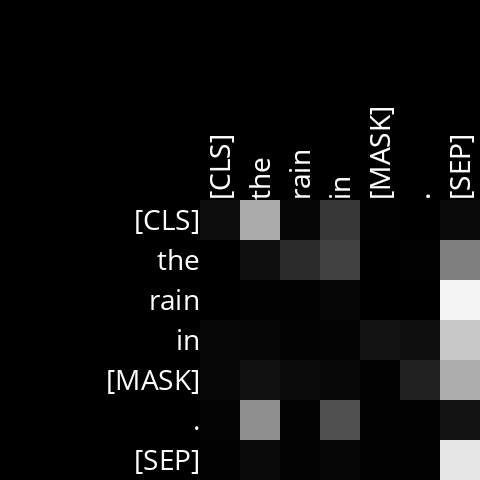 [CLS] the rain in [MASK] . [SEP]
[CLS]
the
rain
in
[MASK]
.
[SEP]